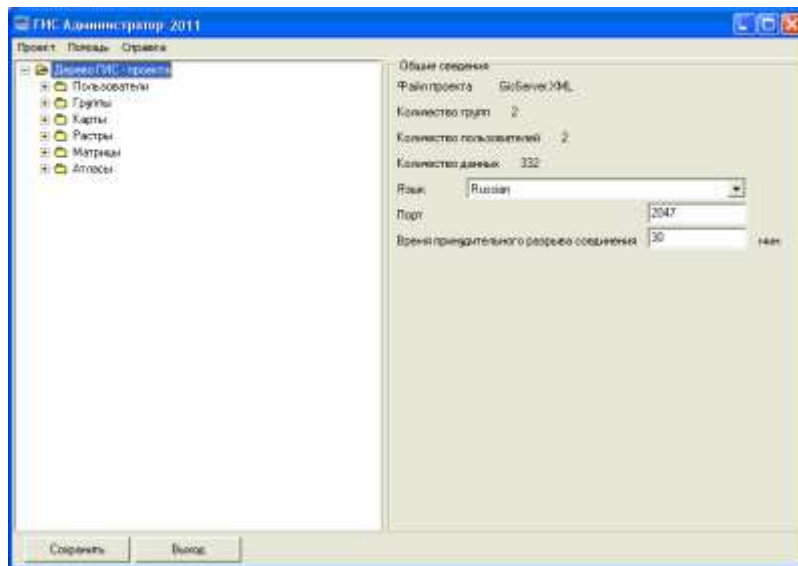 ГИС Администратор 2011
Проект Помощь Справка
Дерево ГИС - проекта
Пользователи
Группы
Карты
Растры
Матрицы
Атласы
Общие сведения
Файл проекта GisServer.XML
Количество групп 2
Количество пользователей 2
Количество данных 332
Язык Russian
Порт 2047
Время принудительного разрыва соединения 30 мин
Сохранить Выход